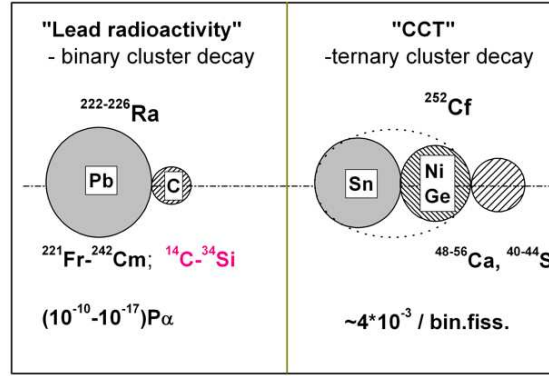 "Lead radioactivity"
- binary cluster decay
²²²⁻²²⁶Ra
Pb
C
²²¹Fr-²⁴²Cm; ¹⁴C-³⁴Si
(10⁻¹⁰-10⁻¹⁷)Pα
"CCT"
-ternary cluster decay
²⁵²Cf
Sn
Ni
Ge
⁴⁸⁻⁵⁶Ca, ⁴⁰⁻⁴⁴S
~4*10⁻³ / bin.fiss.